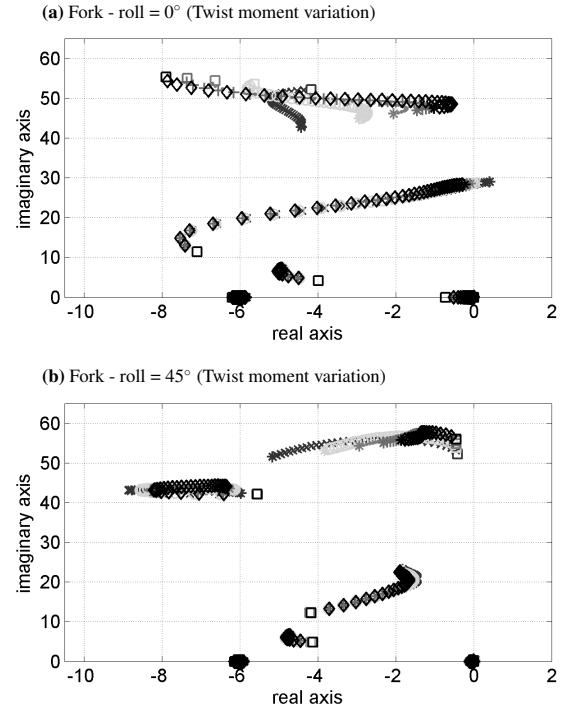 (a) Fork - roll = 0° (Twist moment variation)
60
50
40
30
20
10
0
imaginary axis
-10 -8 -6 -4 -2 0 2
real axis
(b) Fork - roll = 45° (Twist moment variation)
60
50
40
30
20
10
0
imaginary axis
-10 -8 -6 -4 -2 0 2
real axis